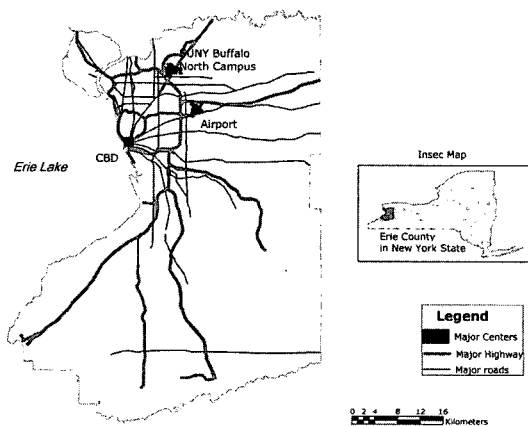 SUNY Buffalo
North Campus
Airport
CBD
Erie Lake
Insec Map
Erie County
in New York State
Legend
Major Centers
Major Highway
Major roads
0 2 4 8 12 16
Kilometers